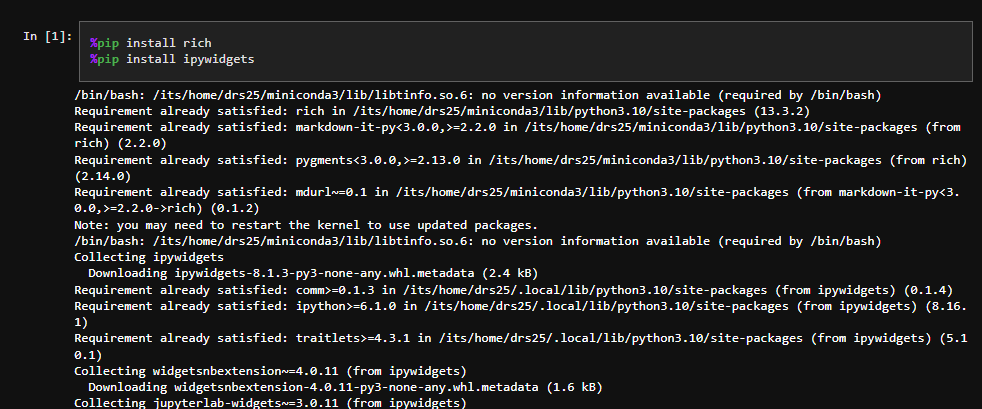 In [1]:
%pip install rich
%pip install ipywidgets
/bin/bash: /its/home/drs25/miniconda3/lib/libtinfo.so.6: no version information available (required by /bin/bash)
Requirement already satisfied: rich in /its/home/drs25/miniconda3/lib/python3.10/site-packages (13.3.2)
Requirement already satisfied: markdown-it-py<3.0.0,>=2.2.0 in /its/home/drs25/miniconda3/lib/python3.10/site-packages (from
rich) (2.2.0)
Requirement already satisfied: pygments<3.0.0,>=2.13.0 in /its/home/drs25/miniconda3/lib/python3.10/site-packages (from rich)
(2.14.0)
Requirement already satisfied: mdurl~=0.1 in /its/home/drs25/miniconda3/lib/python3.10/site-packages (from markdown-it-py<3.
0.0,>=2.2.0->rich) (0.1.2)
Note: you may need to restart the kernel to use updated packages.
/bin/bash: /its/home/drs25/miniconda3/lib/libtinfo.so.6: no version information available (required by /bin/bash)
Collecting ipywidgets
  Downloading ipywidgets-8.1.3-py3-none-any.whl.metadata (2.4 kB)
Requirement already satisfied: comm>=0.1.3 in /its/home/drs25/.local/lib/python3.10/site-packages (from ipywidgets) (0.1.4)
Requirement already satisfied: ipython>=6.1.0 in /its/home/drs25/.local/lib/python3.10/site-packages (from ipywidgets) (8.16.
1)
Requirement already satisfied: traitlets>=4.3.1 in /its/home/drs25/.local/lib/python3.10/site-packages (from ipywidgets) (5.1
0.1)
Collecting widgetsnbextension~=4.0.11 (from ipywidgets)
  Downloading widgetsnbextension-4.0.11-py3-none-any.whl.metadata (1.6 kB)
Collecting jupyterlab-widgets~=3.0.11 (from ipywidgets)